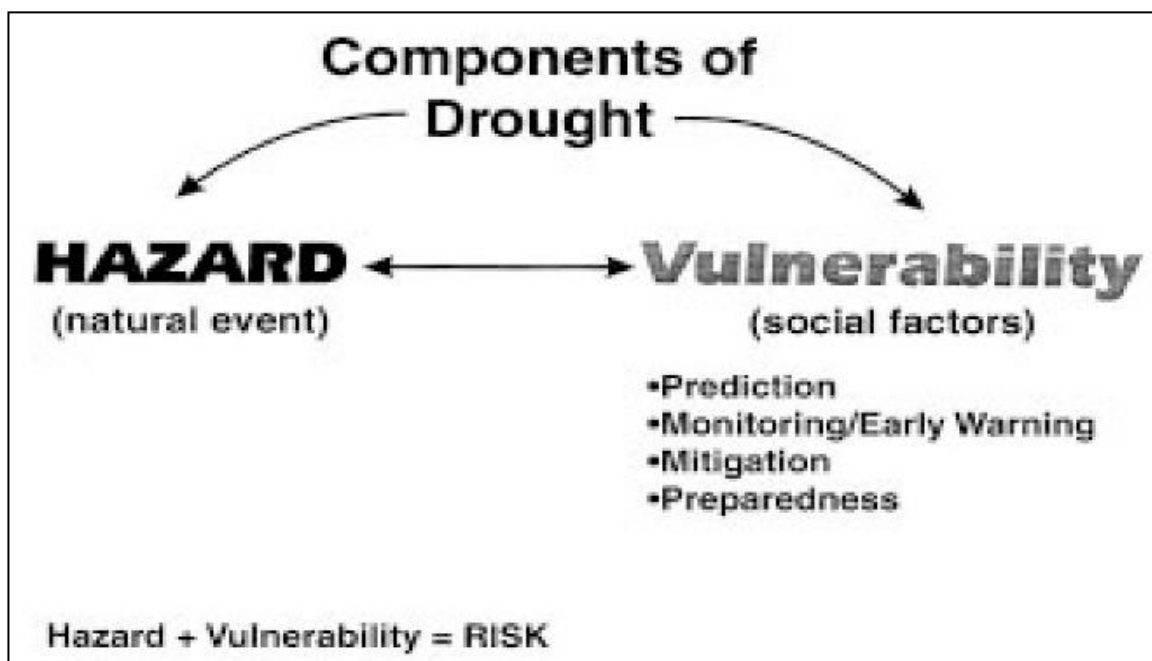 Components of
Drought
HAZARD
(natural event)
Vulnerability
(social factors)
•Prediction
•Monitoring/Early Warning
•Mitigation
•Preparedness
Hazard + Vulnerability = RISK